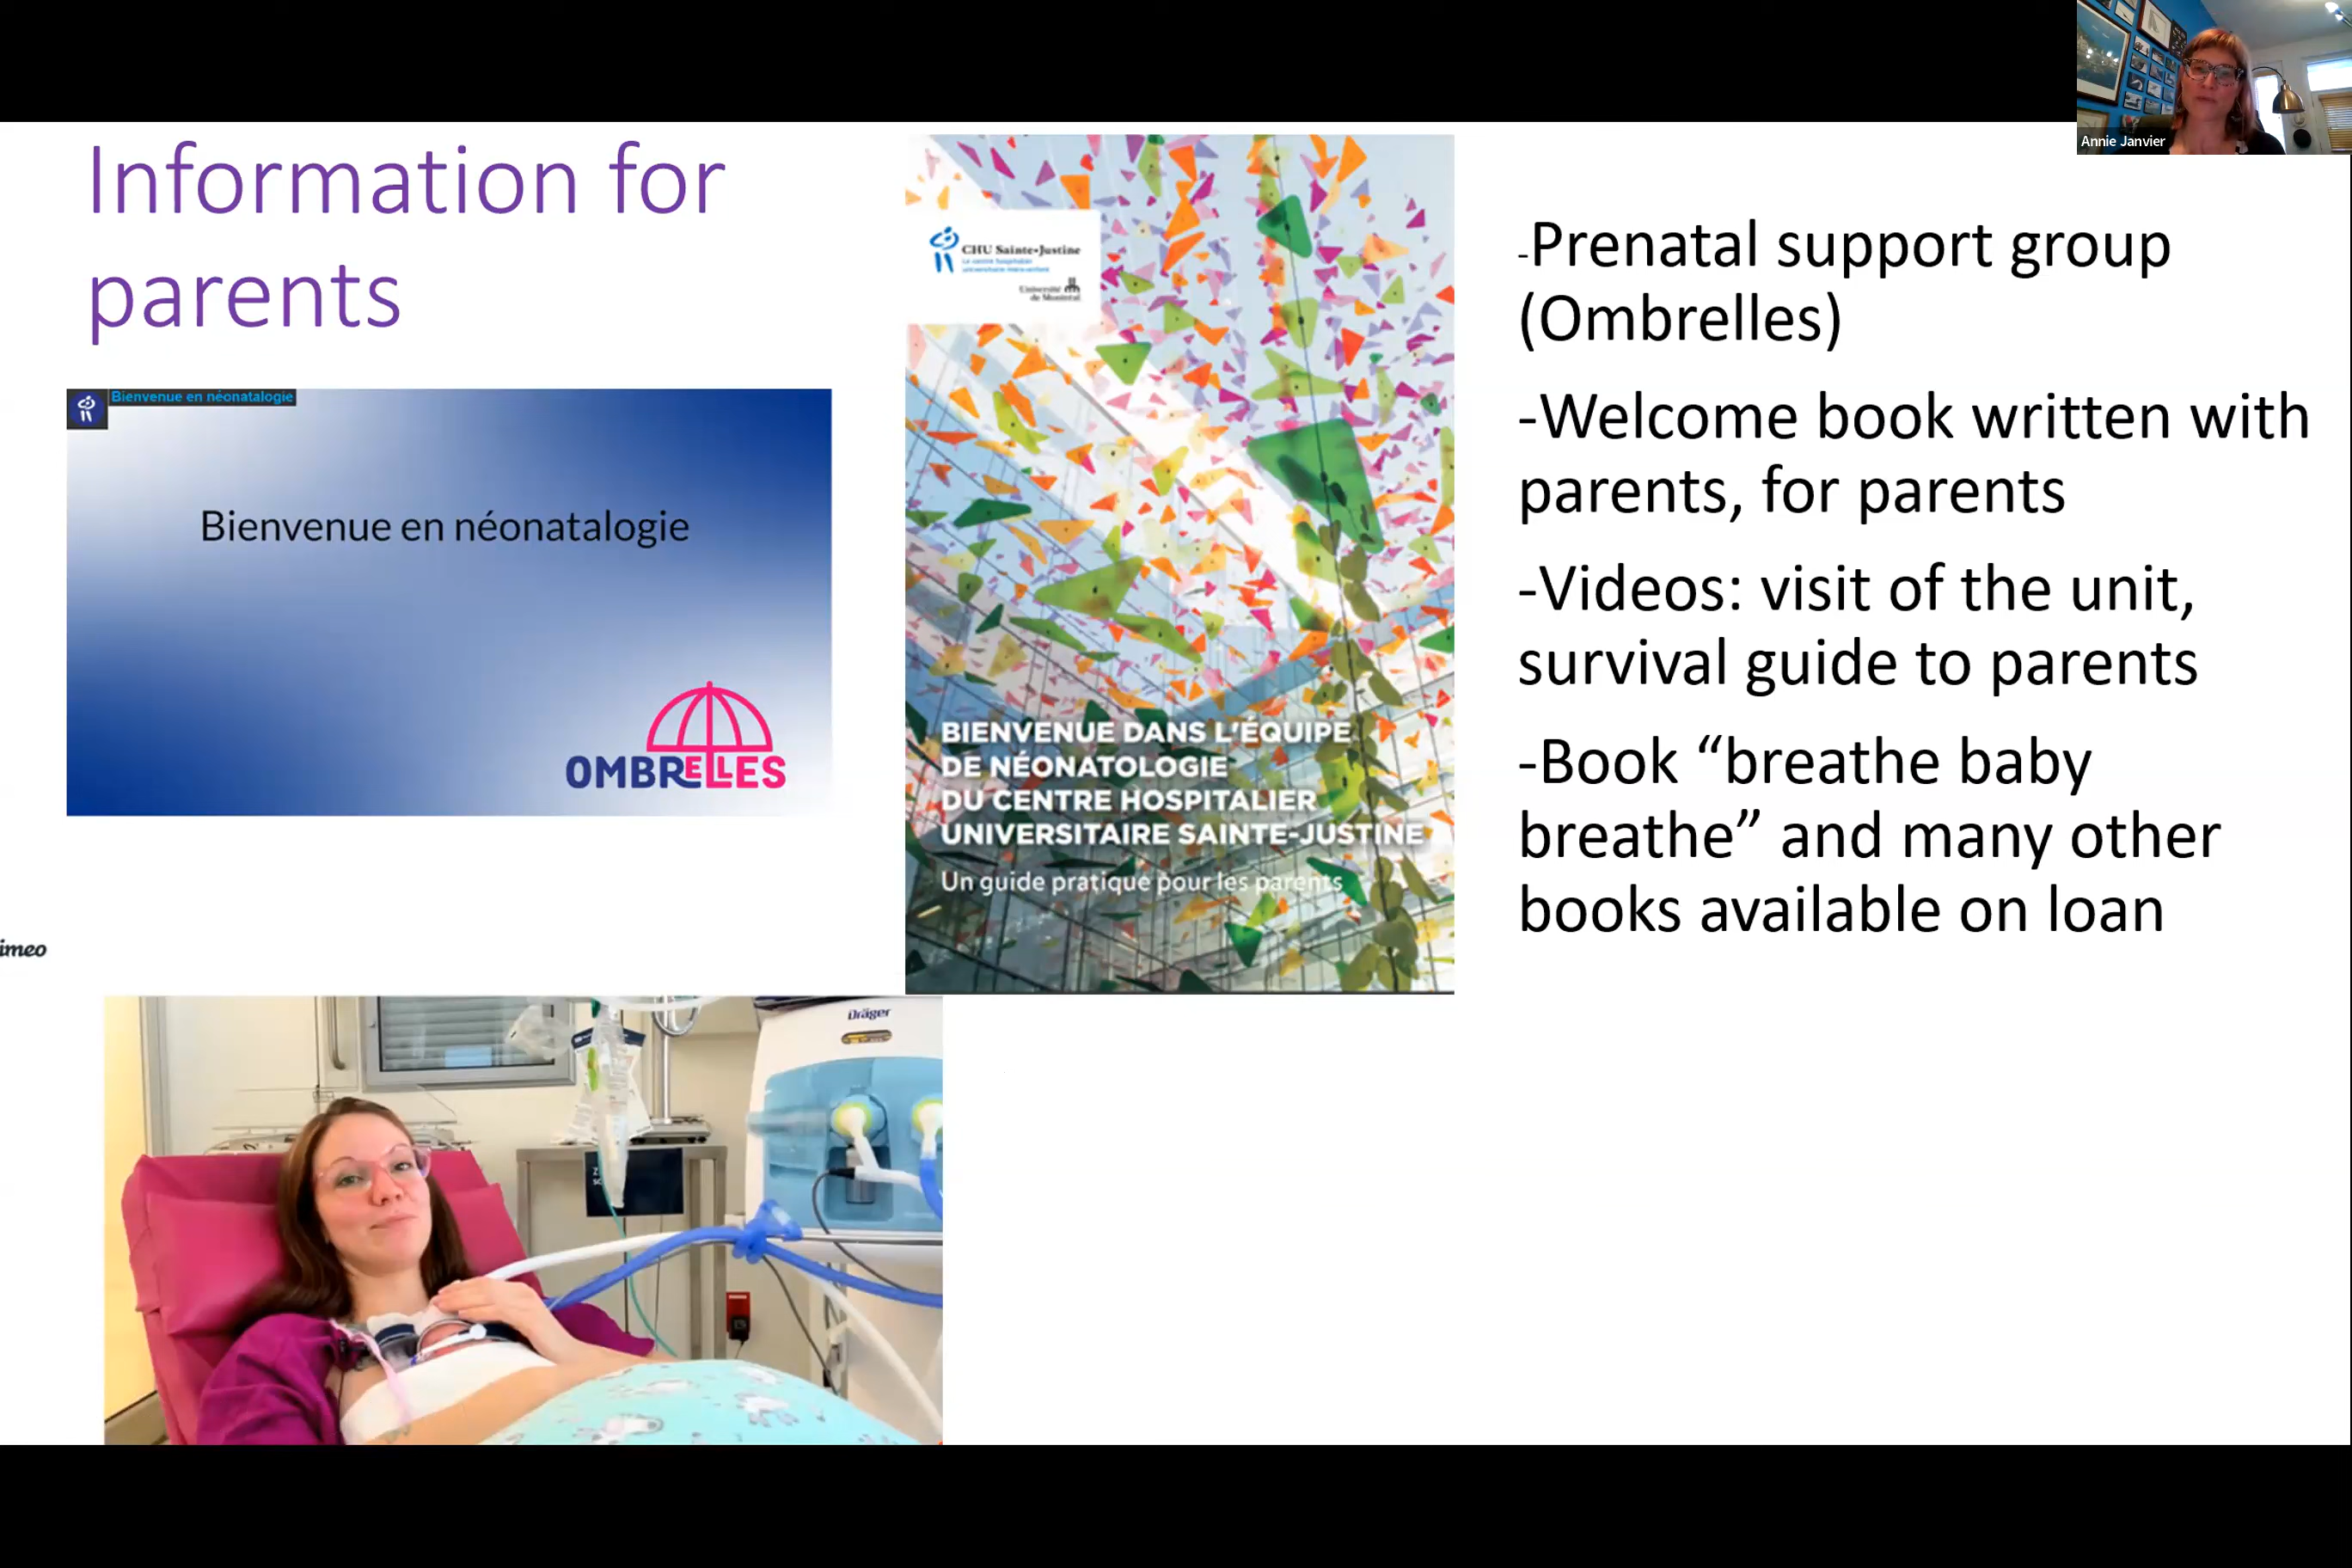 Annie Janvier
Information for
parents
Bienvenue en néonatalogie
Bienvenue en néonatalogie
OMBRELLES
imeo
CHU Sainte-Justine
Le centre hospitalier
universitaire mère-enfant
Université
de Montréal
BIENVENUE DANS L'ÉQUIPE
DE NÉONATOLOGIE
DU CENTRE HOSPITALIER
UNIVERSITAIRE SAINTE-JUSTINE
Un guide pratique pour les parents
-Prenatal support group
(Ombrelles)
-Welcome book written with
parents, for parents
-Videos: visit of the unit,
survival guide to parents
-Book “breathe baby
breathe” and many other
books available on loan
Dräger